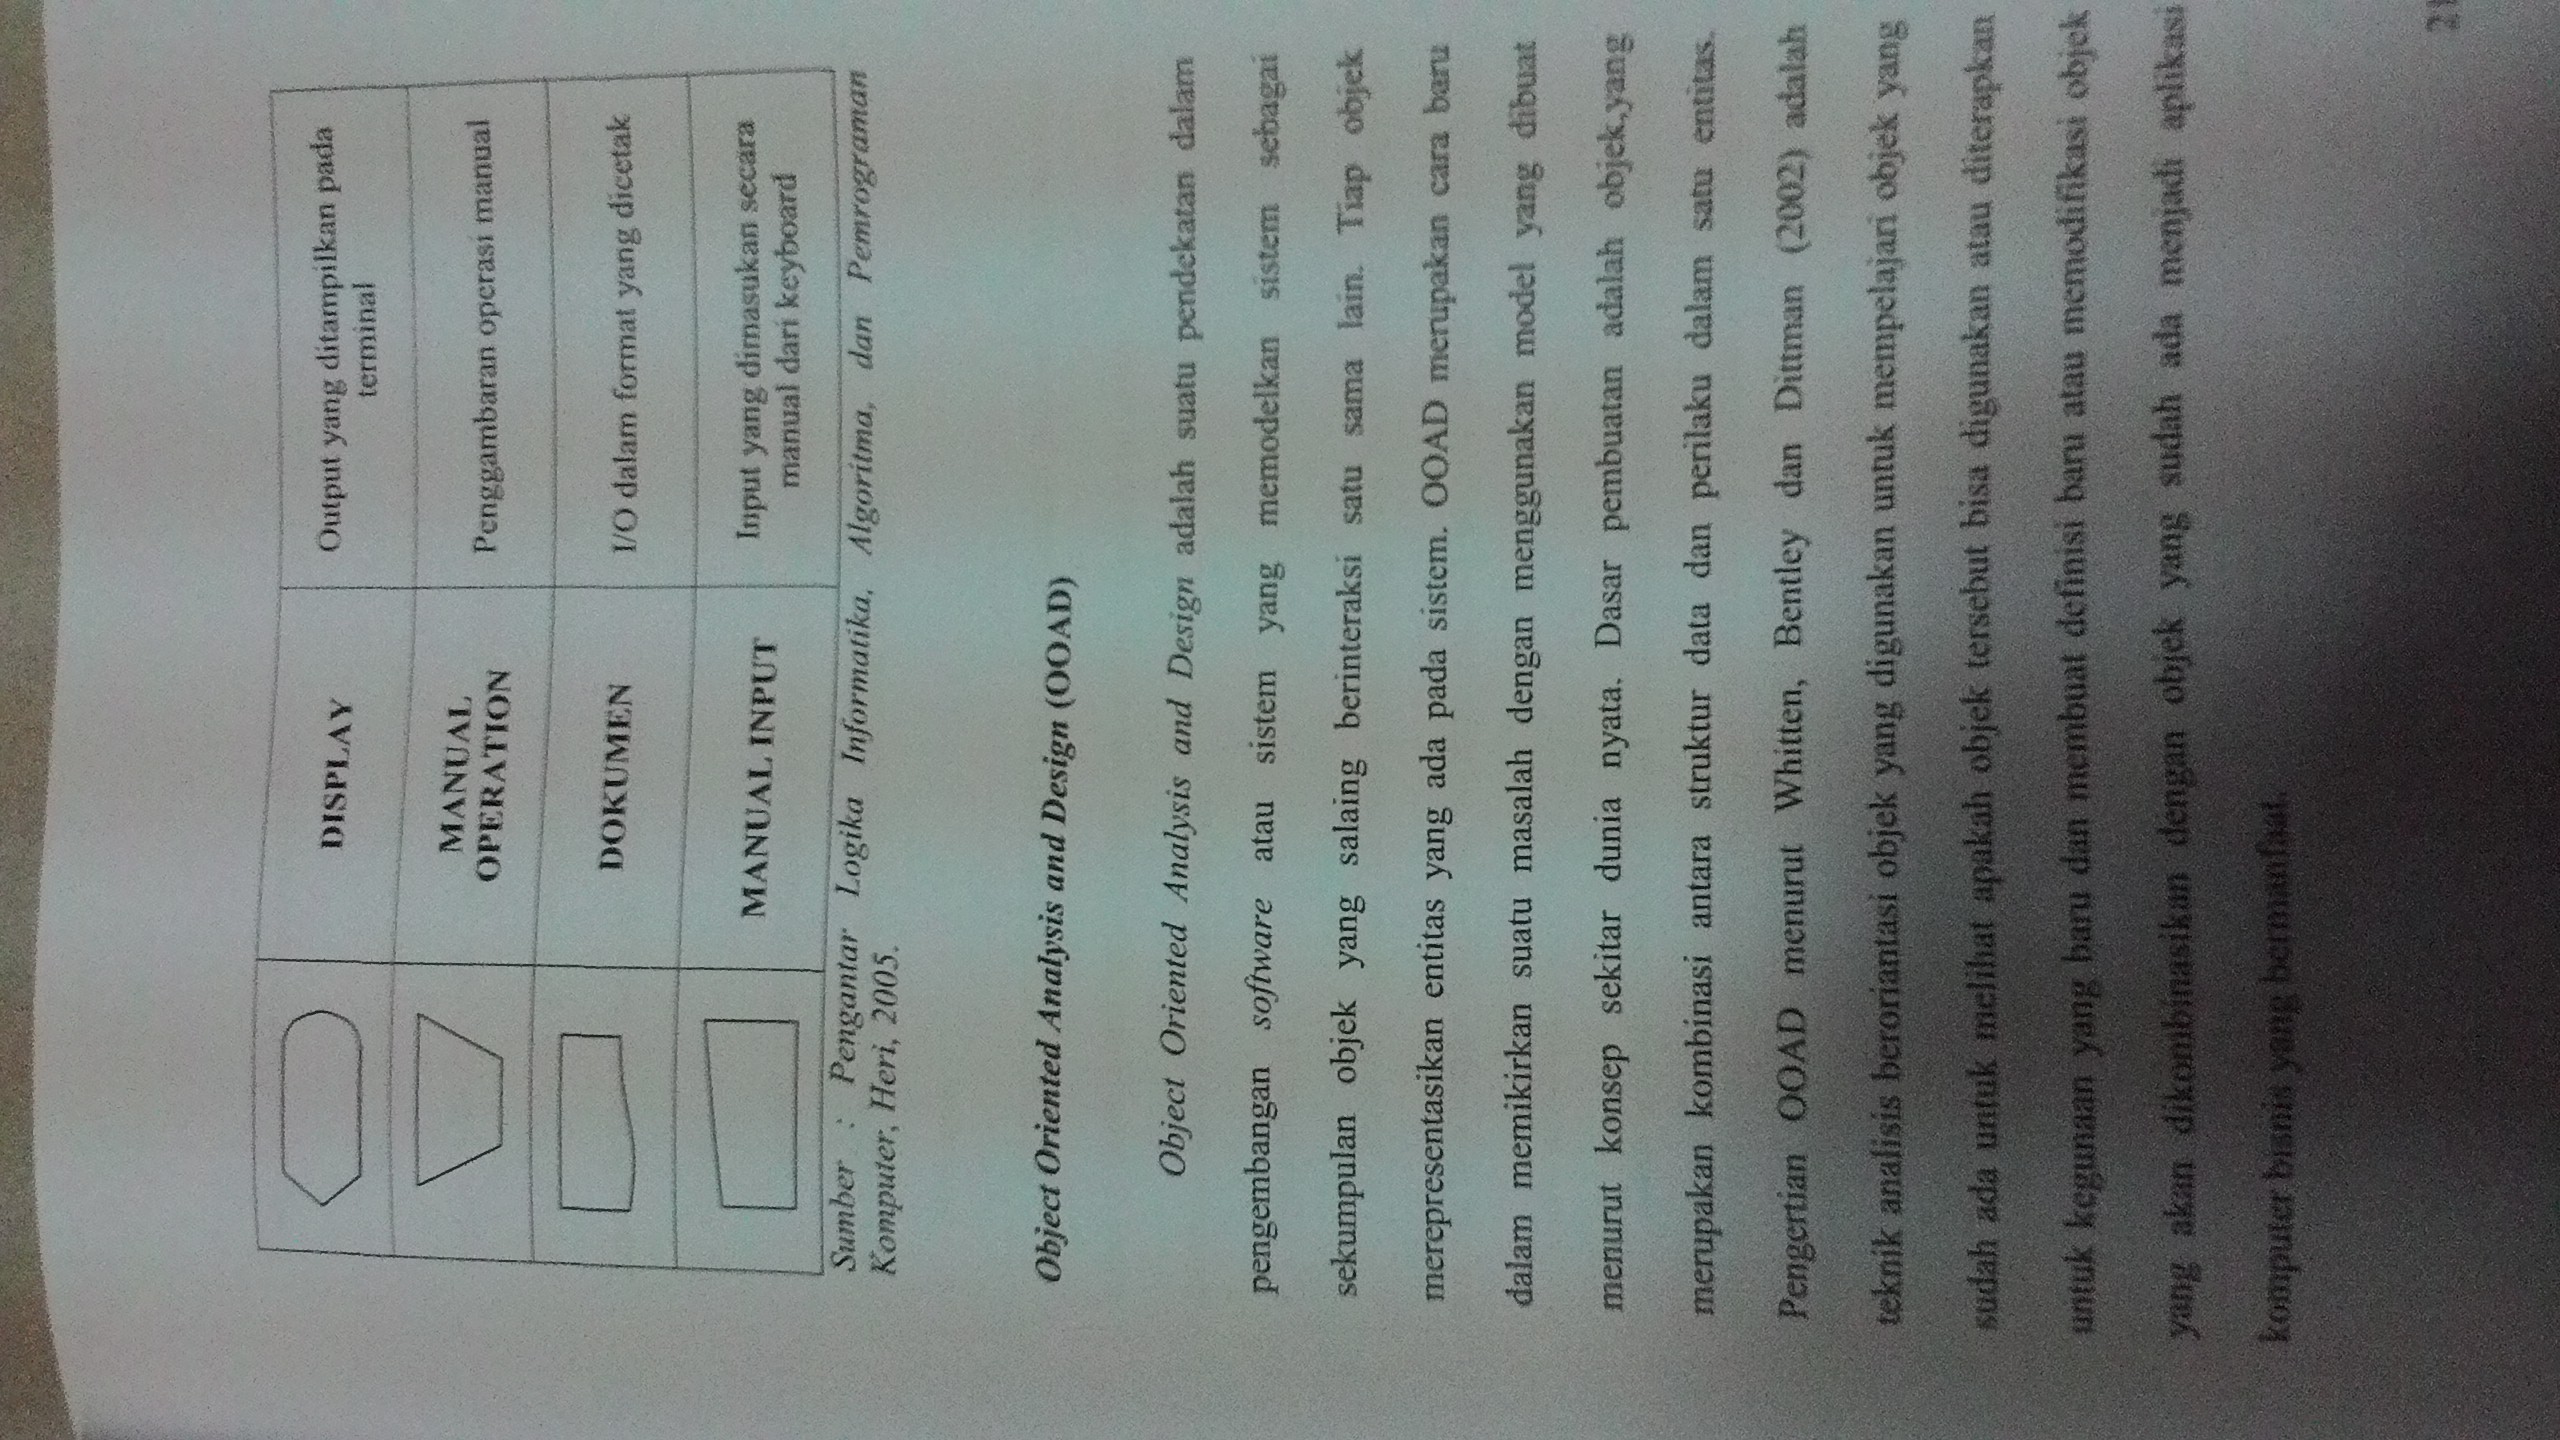 DISPLAY
Output yang ditampilkan pada
terminal
MANUAL
OPERATION
Penggambaran operasi manual
DOKUMEN
I/O dalam format yang dicetak
MANUAL INPUT
Input yang dimasukan secara
manual dari keyboard
Sumber : Pengantar Logika Informatika, Algoritma, dan Pemrograman
Komputer, Heri, 2005.
Object Oriented Analysis and Design (OOAD)
Object Oriented Analysis and Design adalah suatu pendekatan dalam
pengembangan software atau sistem yang memodelkan sistem sebagai
sekumpulan objek yang salaing berinteraksi satu sama lain. Tiap objek
merepresentasikan entitas yang ada pada sistem. OOAD merupakan cara baru
dalam memikirkan suatu masalah dengan menggunakan model yang dibuat
menurut konsep sekitar dunia nyata. Dasar pembuatan adalah objek,yang
merupakan kombinasi antara struktur data dan perilaku dalam satu entitas.
Pengertian OOAD menurut Whitten, Bentley dan Dittman (2002) adalah
teknik analisis beroriantasi objek yang digunakan untuk mempelajari objek yang
sudah ada untuk melihat apakah objek tersebut bisa digunakan atau diterapkan
untuk kegunaan yang baru dan membuat definisi baru atau memodifikasi objek
yang akan dikombinasikan dengan objek yang sudah ada menjadi aplikasi
komputer bisnis yang bermanfaat.
21